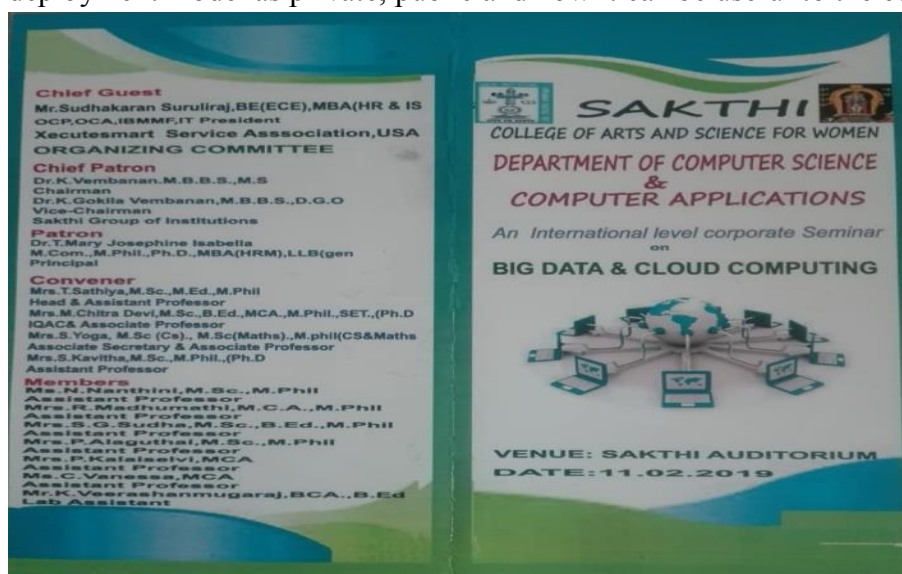 Chief Guest
Mr.Sudhakaran Suruliraj,BE(ECE),MBA(HR & IS
OCP,OCA,IBMMF,IT President
Xecutesmart Service Asssociation,USA
ORGANIZING COMMITTEE
Chief Patron
Dr.K.Vembanan.M.B.B.S.,M.S
Chairman
Dr.K.Gokila Vembanan,M.B.B.S.,D.G.O
Vice-Chairman
Sakthi Group of Institutions
Patron
Dr.T.Mary Josephine Isabella
M.Com.,M.Phil.,Ph.D.,MBA(HRM),LLB(gen
Principal
Convener
Mrs.T.Sathiya,M.Sc.,M.Ed.,M.Phil
Head & Assistant Professor
Mrs.M.Chitra Devi,M.Sc.,B.Ed.,MCA.,M.Phil.,SET.,(Ph.D
IQAC& Associate Professor
Mrs.S.Yoga, M.Sc (Cs)., M.Sc(Maths).,M.phil(CS&Maths
Associate Secretary & Associate Professor
Mrs.S.Kavitha,M.Sc.,M.Phil.,(Ph.D
Assistant Professor
Members
Ms.N.Nanthini,M.Sc.,M.Phil
Assistant Professor
Mrs.R.Madhumathi,M.C.A.,M.Phil
Assistant Professor
Mrs.S.G.Sudha,M.Sc.,B.Ed.,M.Phil
Assistant Professor
Mrs.P.Alaguthai,M.Sc.,M.Phil
Assistant Professor
Mrs.P.Kalaiselvi,MCA
Assistant Professor
Ms.C.Vanessa,MCA
Assistant Professor
Mr.K.Veerashanmugaraj,BCA.,B.Ed
Lab Assistant
SAKTHI
COLLEGE OF ARTS AND SCIENCE FOR WOMEN
DEPARTMENT OF COMPUTER SCIENCE
&
COMPUTER APPLICATIONS
An International level corporate Seminar
on
BIG DATA & CLOUD COMPUTING
VENUE: SAKTHI AUDITORIUM
DATE:11.02.2019